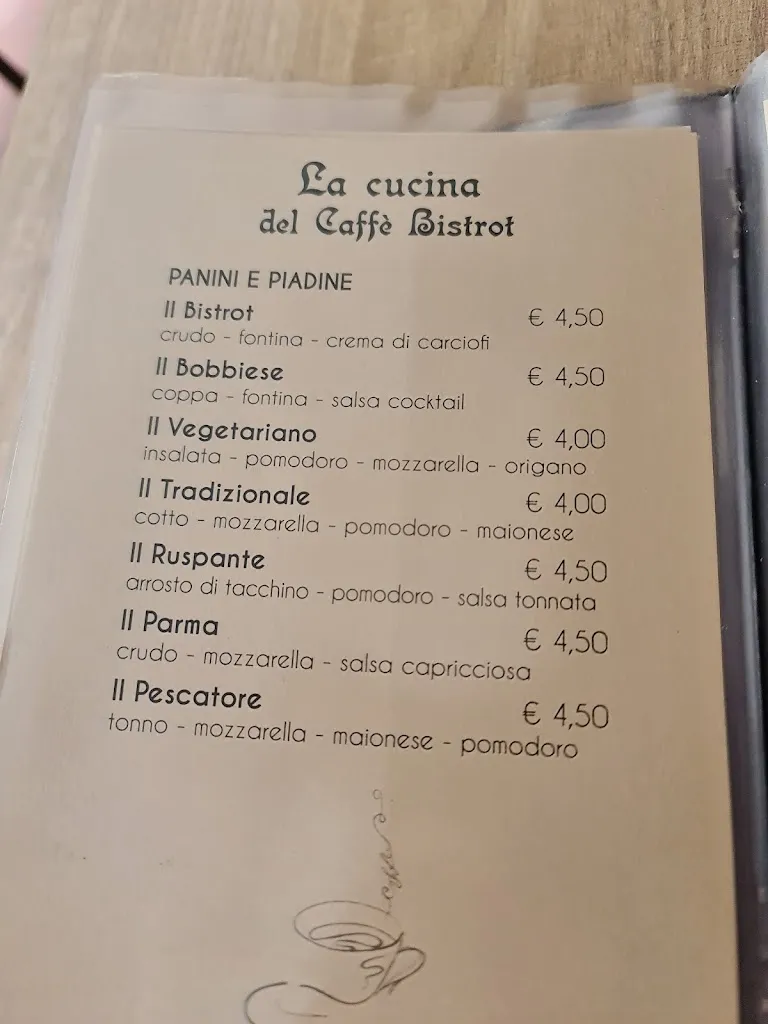 La cucina
del Caffè Bistrot
PANINI E PIADINE
Il Bistrot € 4,50
crudo - fontina - crema di carciofi
Il Bobbiese € 4,50
coppa - fontina - salsa cocktail
Il Vegetariano € 4,00
insalata - pomodoro - mozzarella - origano
Il Tradizionale € 4,00
cotto - mozzarella - pomodoro - maionese
Il Ruspante € 4,50
arrosto di tacchino - pomodoro - salsa tonnata
Il Parma € 4,50
crudo - mozzarella - salsa capricciosa
Il Pescatore € 4,50
tonno - mozzarella - maionese - pomodoro